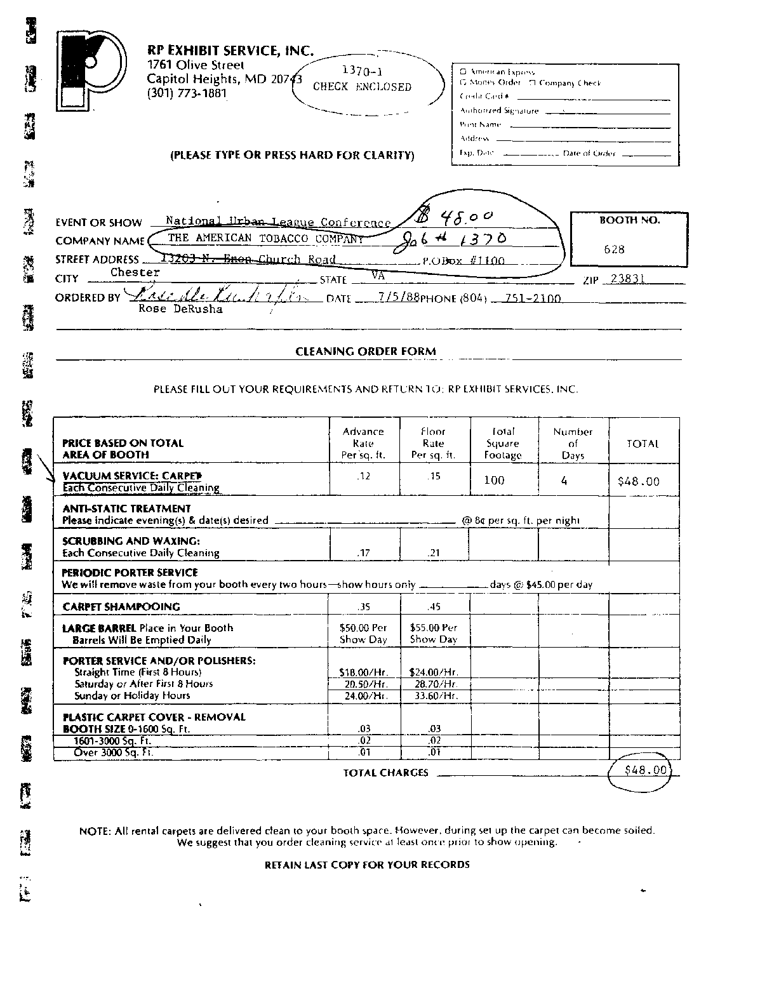 RP EXHIBIT SERVICE, INC.
1761 Olive Street
Capitol Heights, MD 20743
(301) 773-1881
1370-1
CHECK ENCLOSED
☐ American Express
☐ Money Order ☐ Company Check
Credit Card #
Authorized Signature
Print Name
Address
Exp. Date Date of Order
(PLEASE TYPE OR PRESS HARD FOR CLARITY)
$ 48.00
EVENT OR SHOW National Urban League Conference
COMPANY NAME THE AMERICAN TOBACCO COMPANY Job # 1370
STREET ADDRESS 13203 N. Enon Church Road P.O Box #1100
CITY Chester STATE VA ZIP 23831
BOOTH NO.
628
ORDERED BY DATE 7/5/88 PHONE (804) 751-2100
Rose DeRusha
CLEANING ORDER FORM
PLEASE FILL OUT YOUR REQUIREMENTS AND RETURN TO: RP EXHIBIT SERVICES, INC.
PRICE BASED ON TOTAL AREA OF BOOTH Advance Rate Per sq. ft. Floor Rate Per sq. ft. Total Square Footage Number of Days TOTAL
VACUUM SERVICE: CARPET .12 .15 100 4 $48.00
Each Consecutive Daily Cleaning
ANTI-STATIC TREATMENT
Please indicate evening(s) & date(s) desired @ 8¢ per sq. ft. per night
SCRUBBING AND WAXING:
Each Consecutive Daily Cleaning .17 .21
PERIODIC PORTER SERVICE
We will remove waste from your booth every two hours—show hours only days @ $45.00 per day
CARPET SHAMPOOING .35 .45
LARGE BARREL Place in Your Booth $50.00 Per $55.00 Per
Barrels Will Be Emptied Daily Show Day Show Day
PORTER SERVICE AND/OR POLISHERS:
Straight Time (First 8 Hours) $18.00/Hr. $24.00/Hr.
Saturday or After First 8 Hours 20.50/Hr. 28.70/Hr.
Sunday or Holiday Hours 24.00/Hr. 33.60/Hr.
PLASTIC CARPET COVER - REMOVAL
BOOTH SIZE 0-1600 Sq. Ft. .03 .03
1601-3000 Sq. Ft. .02 .02
Over 3000 Sq. Ft. .01 .01
TOTAL CHARGES $48.00
NOTE: All rental carpets are delivered clean to your booth space. However, during set up the carpet can become soiled.
We suggest that you order cleaning service at least once prior to show opening.
RETAIN LAST COPY FOR YOUR RECORDS